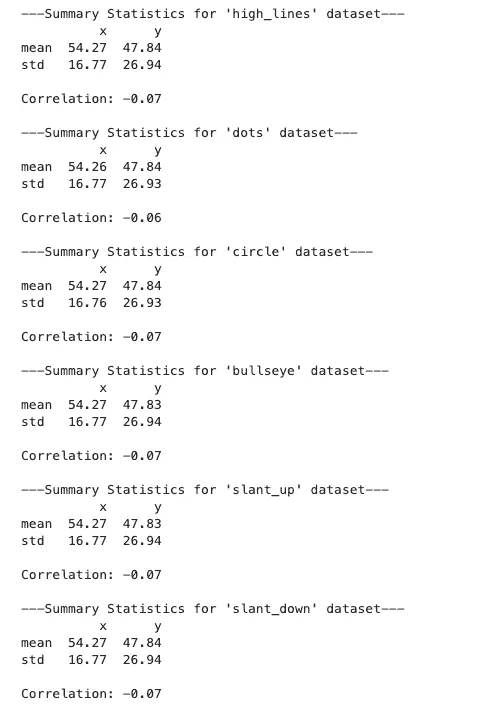 ———Summary Statistics for 'high_lines' dataset———
x y
mean 54.27 47.84
std 16.77 26.94
Correlation: −0.07
———Summary Statistics for 'dots' dataset———
x y
mean 54.26 47.84
std 16.77 26.93
Correlation: −0.06
———Summary Statistics for 'circle' dataset———
x y
mean 54.27 47.84
std 16.76 26.93
Correlation: −0.07
———Summary Statistics for 'bullseye' dataset———
x y
mean 54.27 47.83
std 16.77 26.94
Correlation: −0.07
———Summary Statistics for 'slant_up' dataset———
x y
mean 54.27 47.83
std 16.77 26.94
Correlation: −0.07
———Summary Statistics for 'slant_down' dataset———
x y
mean 54.27 47.84
std 16.77 26.94
Correlation: −0.07